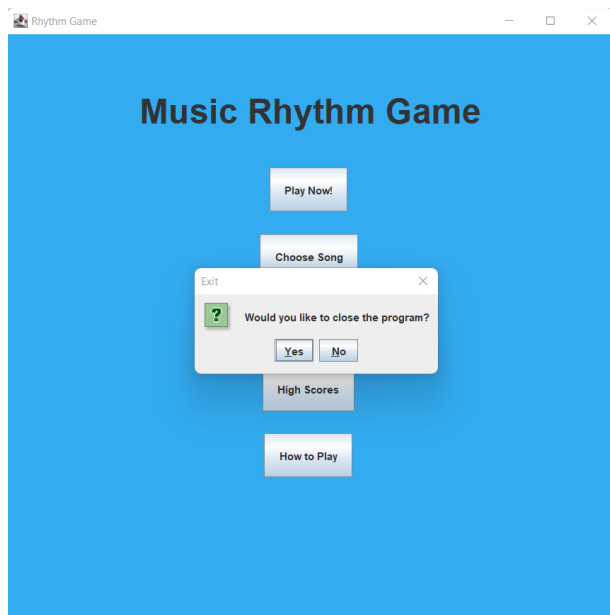 Rhythm Game
Music Rhythm Game
Play Now!
Choose Song
Exit
?
Would you like to close the program?
Yes No
High Scores
How to Play